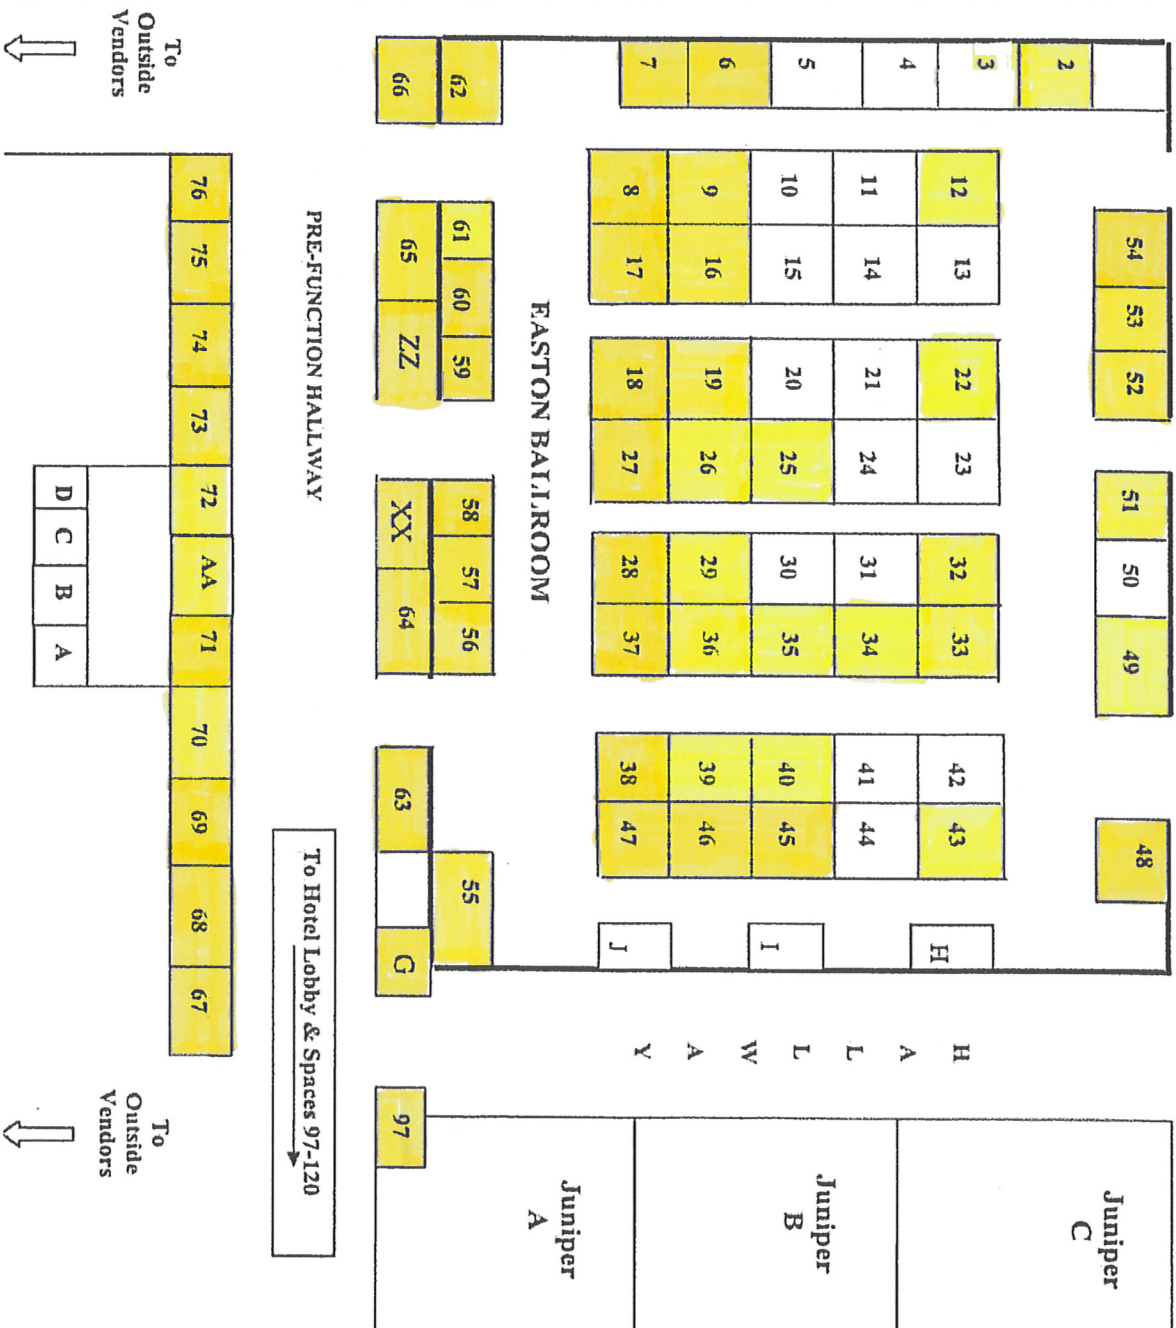 To
Outside
Vendors
66
62
7
6
5
4
3
2
76
75
74
73
72
AA
71
70
69
68
67
D
C
B
A
PRE-FUNCTION HALLWAY
65
ZZ
61
60
59
XX
64
58
57
56
63
55
G
EASTON BALLROOM
8
9
10
11
12
17
16
15
14
13
18
19
20
21
22
27
26
25
24
23
28
29
30
31
32
37
36
35
34
33
38
39
40
41
42
47
46
45
44
43
54
53
52
51
50
49
48
J
I
H
HALLWAY
To Hotel Lobby & Spaces 97-120
97
To
Outside
Vendors
Juniper
A
Juniper
B
Juniper
C